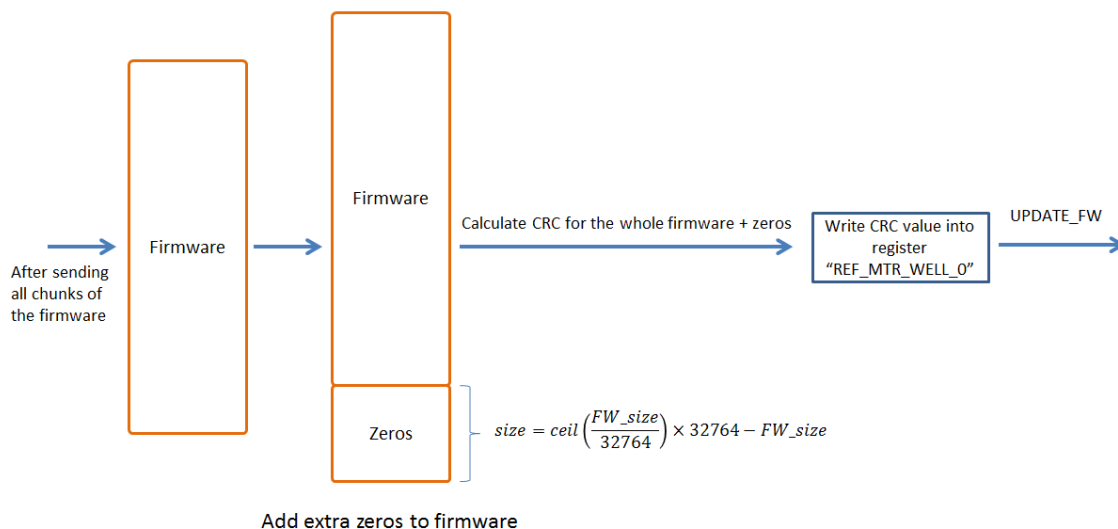 After sending
all chunks of
the firmware
Firmware
Firmware
Zeros
Add extra zeros to firmware
size = ceil (FW_size / 32764) × 32764 − FW_size
Calculate CRC for the whole firmware + zeros
Write CRC value into
register
“REF_MTR_WELL_0”
UPDATE_FW